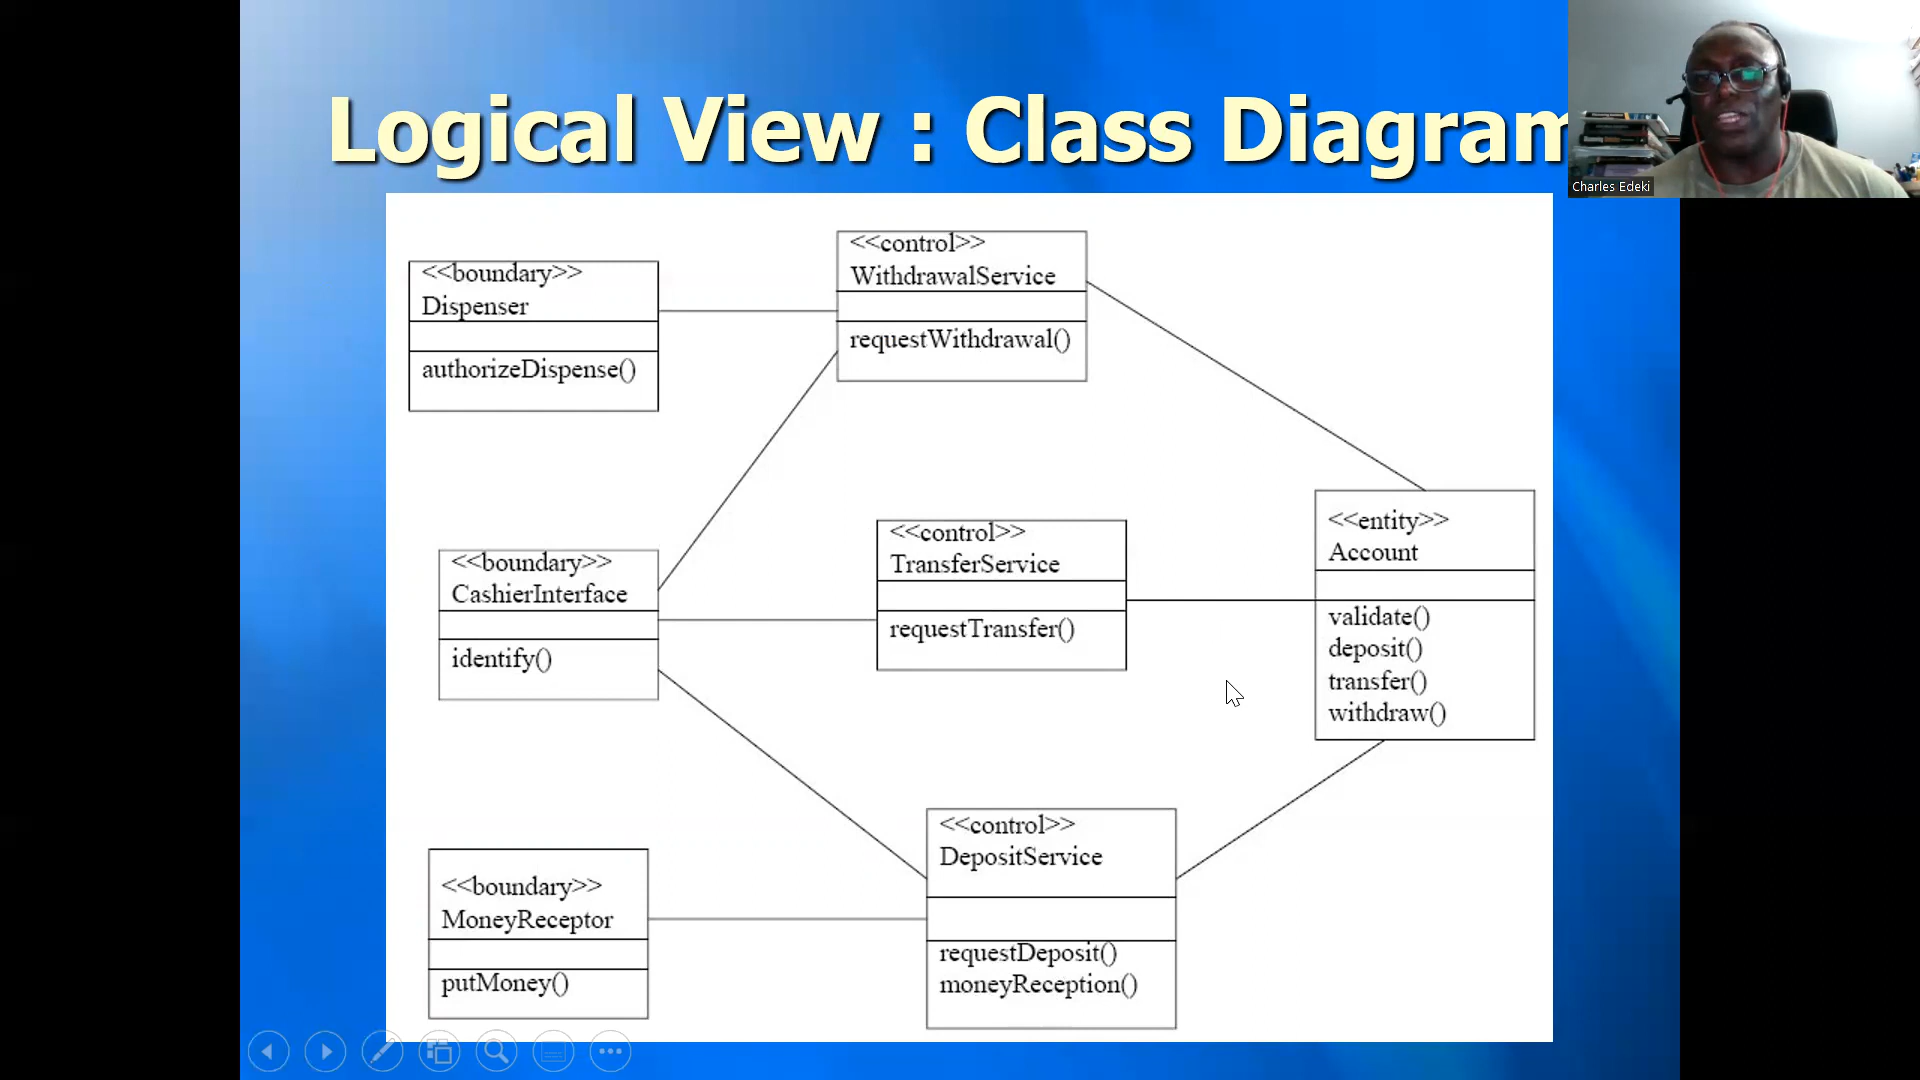 Logical View : Class Diagram
Charles Edeki
<<control>>
WithdrawalService
requestWithdrawal()
<<boundary>>
Dispenser
authorizeDispense()
<<control>>
TransferService
requestTransfer()
<<entity>>
Account
validate()
deposit()
transfer()
withdraw()
<<boundary>>
CashierInterface
identify()
<<control>>
DepositService
requestDeposit()
moneyReception()
<<boundary>>
MoneyReceptor
putMoney()